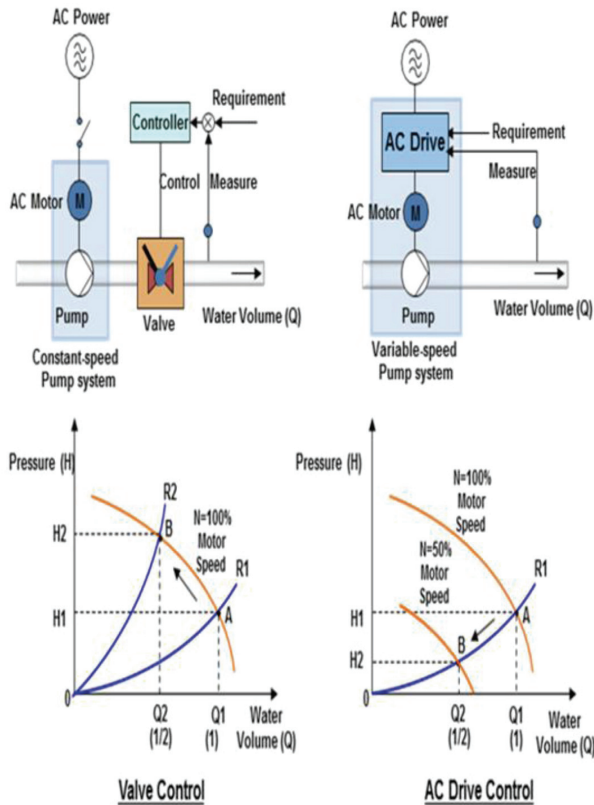 AC Power
Requirement
Controller
Control
Measure
AC Motor
M
Pump
Valve
Water Volume (Q)
Constant-speed
Pump system
AC Power
AC Drive
Requirement
Measure
AC Motor
M
Pump
Water Volume (Q)
Variable-speed
Pump system
Pressure (H)
R2
B
N=100%
Motor
Speed
H2
R1
H1
A
0
Q2
(1/2)
Q1
(1)
Water
Volume (Q)
Valve Control
Pressure (H)
N=100%
Motor
Speed
N=50%
Motor
Speed
R1
H1
A
B
H2
0
Q2
(1/2)
Q1
(1)
Water
Volume (Q)
AC Drive Control